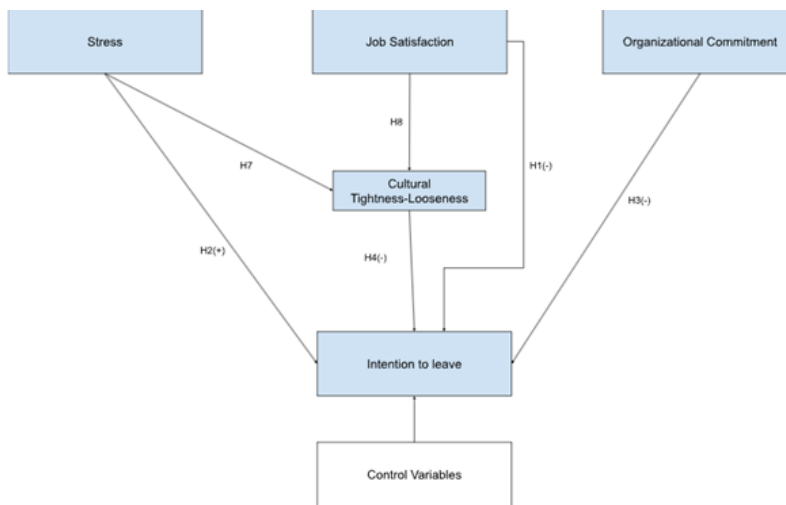 Stress
Job Satisfaction
Organizational Commitment
H8
H7
H1(-)
Cultural
Tightness-Looseness
H3(-)
H2(+)
H4(-)
Intention to leave
Control Variables